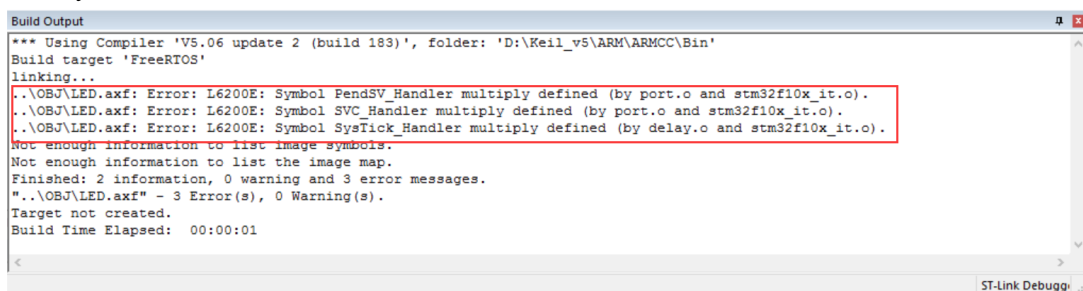 Build Output
*** Using Compiler 'V5.06 update 2 (build 183)', folder: 'D:\Keil_v5\ARM\ARMCC\Bin'
Build target 'FreeRTOS'
linking...
..\OBJ\LED.axf: Error: L6200E: Symbol PendSV_Handler multiply defined (by port.o and stm32f10x_it.o).
..\OBJ\LED.axf: Error: L6200E: Symbol SVC_Handler multiply defined (by port.o and stm32f10x_it.o).
..\OBJ\LED.axf: Error: L6200E: Symbol SysTick_Handler multiply defined (by delay.o and stm32f10x_it.o).
Not enough information to list image symbols.
Not enough information to list the image map.
Finished: 2 information, 0 warning and 3 error messages.
"..\OBJ\LED.axf" - 3 Error(s), 0 Warning(s).
Target not created.
Build Time Elapsed:  00:00:01
ST-Link Debugg